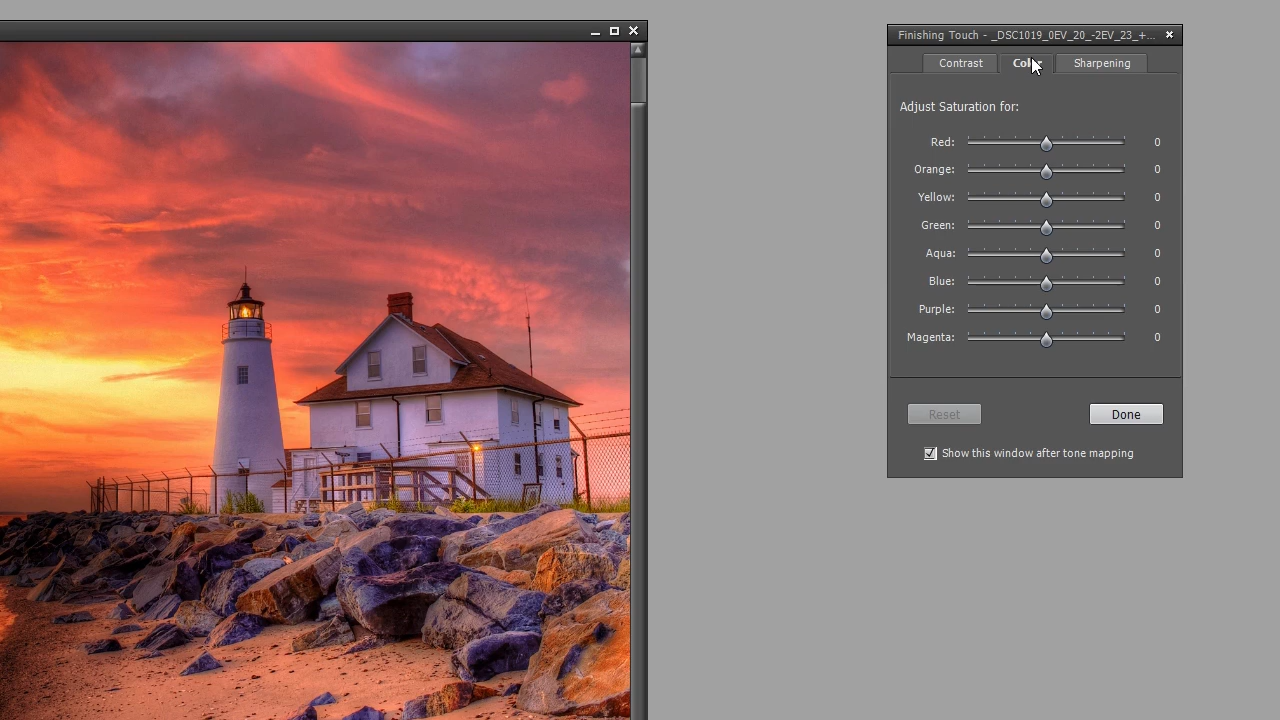 Finishing Touch - _DSC1019_0EV_20_-2EV_23_+...
Contrast Color Sharpening
Adjust Saturation for:
Red: 0
Orange: 0
Yellow: 0
Green: 0
Aqua: 0
Blue: 0
Purple: 0
Magenta: 0
Reset Done
Show this window after tone mapping